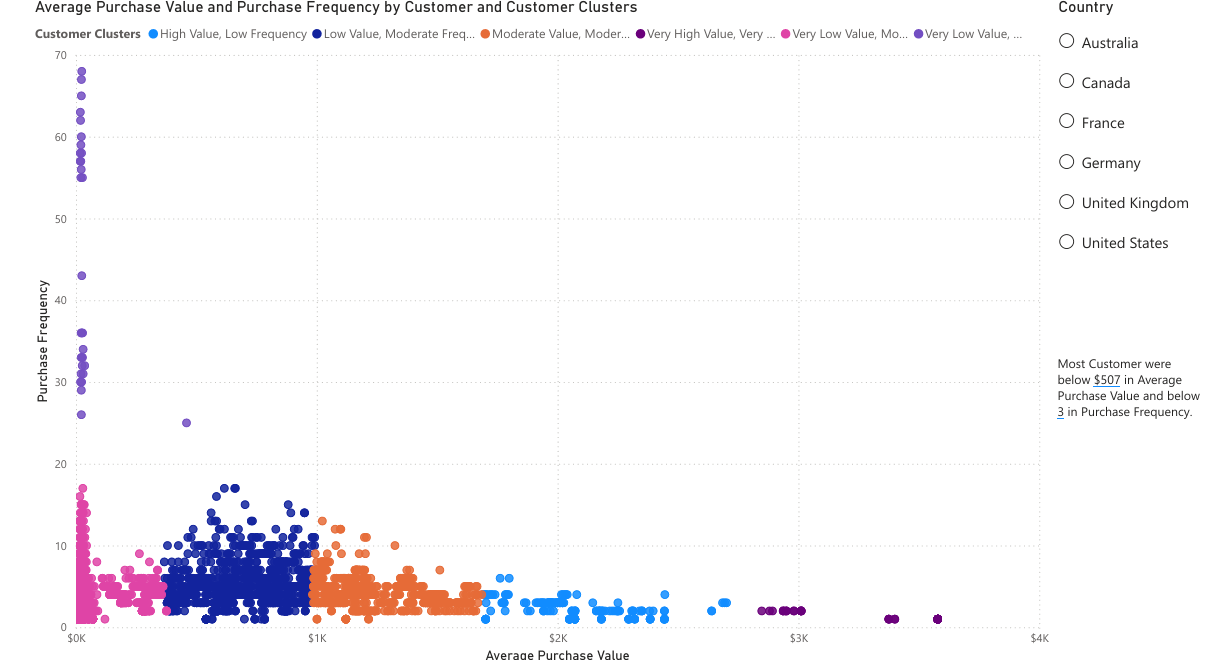 Average Purchase Value and Purchase Frequency by Customer and Customer Clusters
Customer Clusters High Value, Low Frequency Low Value, Moderate Freq... Moderate Value, Moder... Very High Value, Very ... Very Low Value, Mo... Very Low Value, ...
70
60
50
40
30
20
10
0
Purchase Frequency
$0K $1K $2K $3K $4K
Average Purchase Value
Country
Australia
Canada
France
Germany
United Kingdom
United States
Most Customer were
below $507 in Average
Purchase Value and below
3 in Purchase Frequency.